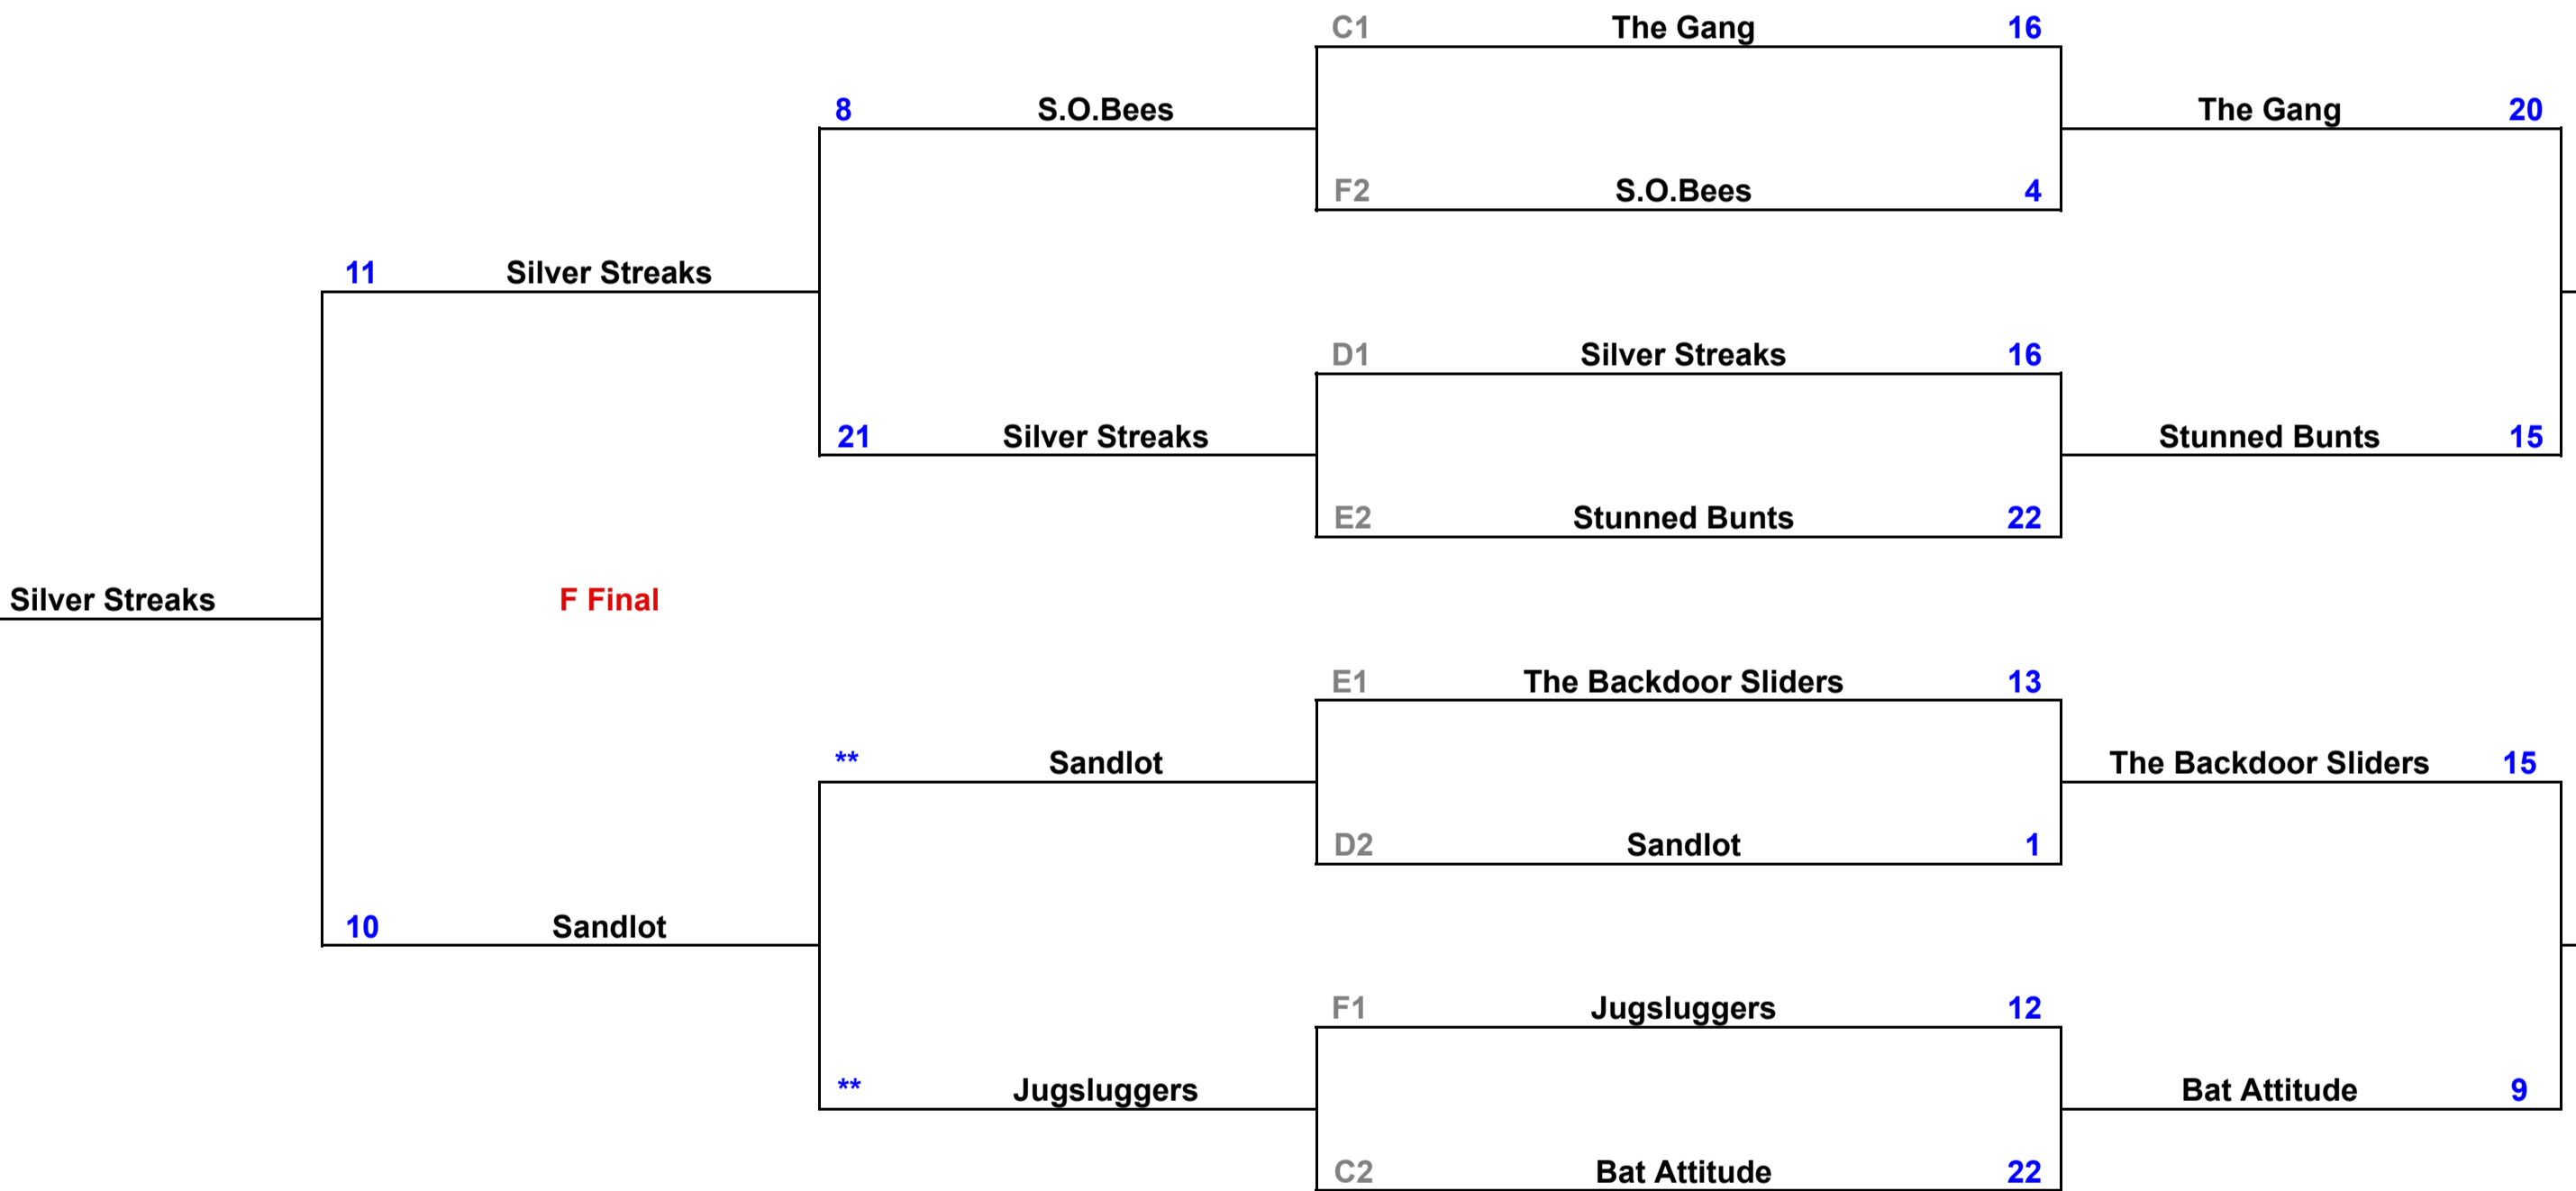 C1 The Gang 16
8 S.O.Bees
The Gang 20
F2 S.O.Bees 4
11 Silver Streaks
D1 Silver Streaks 16
21 Silver Streaks
Stunned Bunts 15
E2 Stunned Bunts 22
Silver Streaks
F Final
E1 The Backdoor Sliders 13
** Sandlot
The Backdoor Sliders 15
D2 Sandlot 1
10 Sandlot
F1 Jugsluggers 12
** Jugsluggers
Bat Attitude 9
C2 Bat Attitude 22